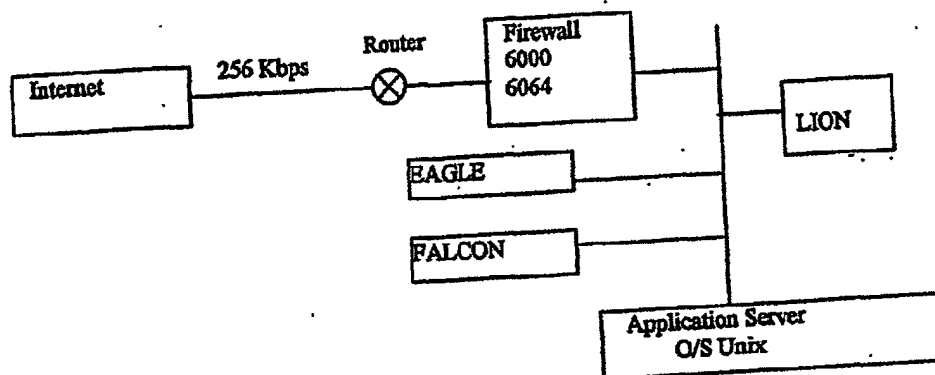 Router
Firewall
6000
6064
256 Kbps
Internet
LION
EAGLE
FALCON
Application Server
O/S Unix